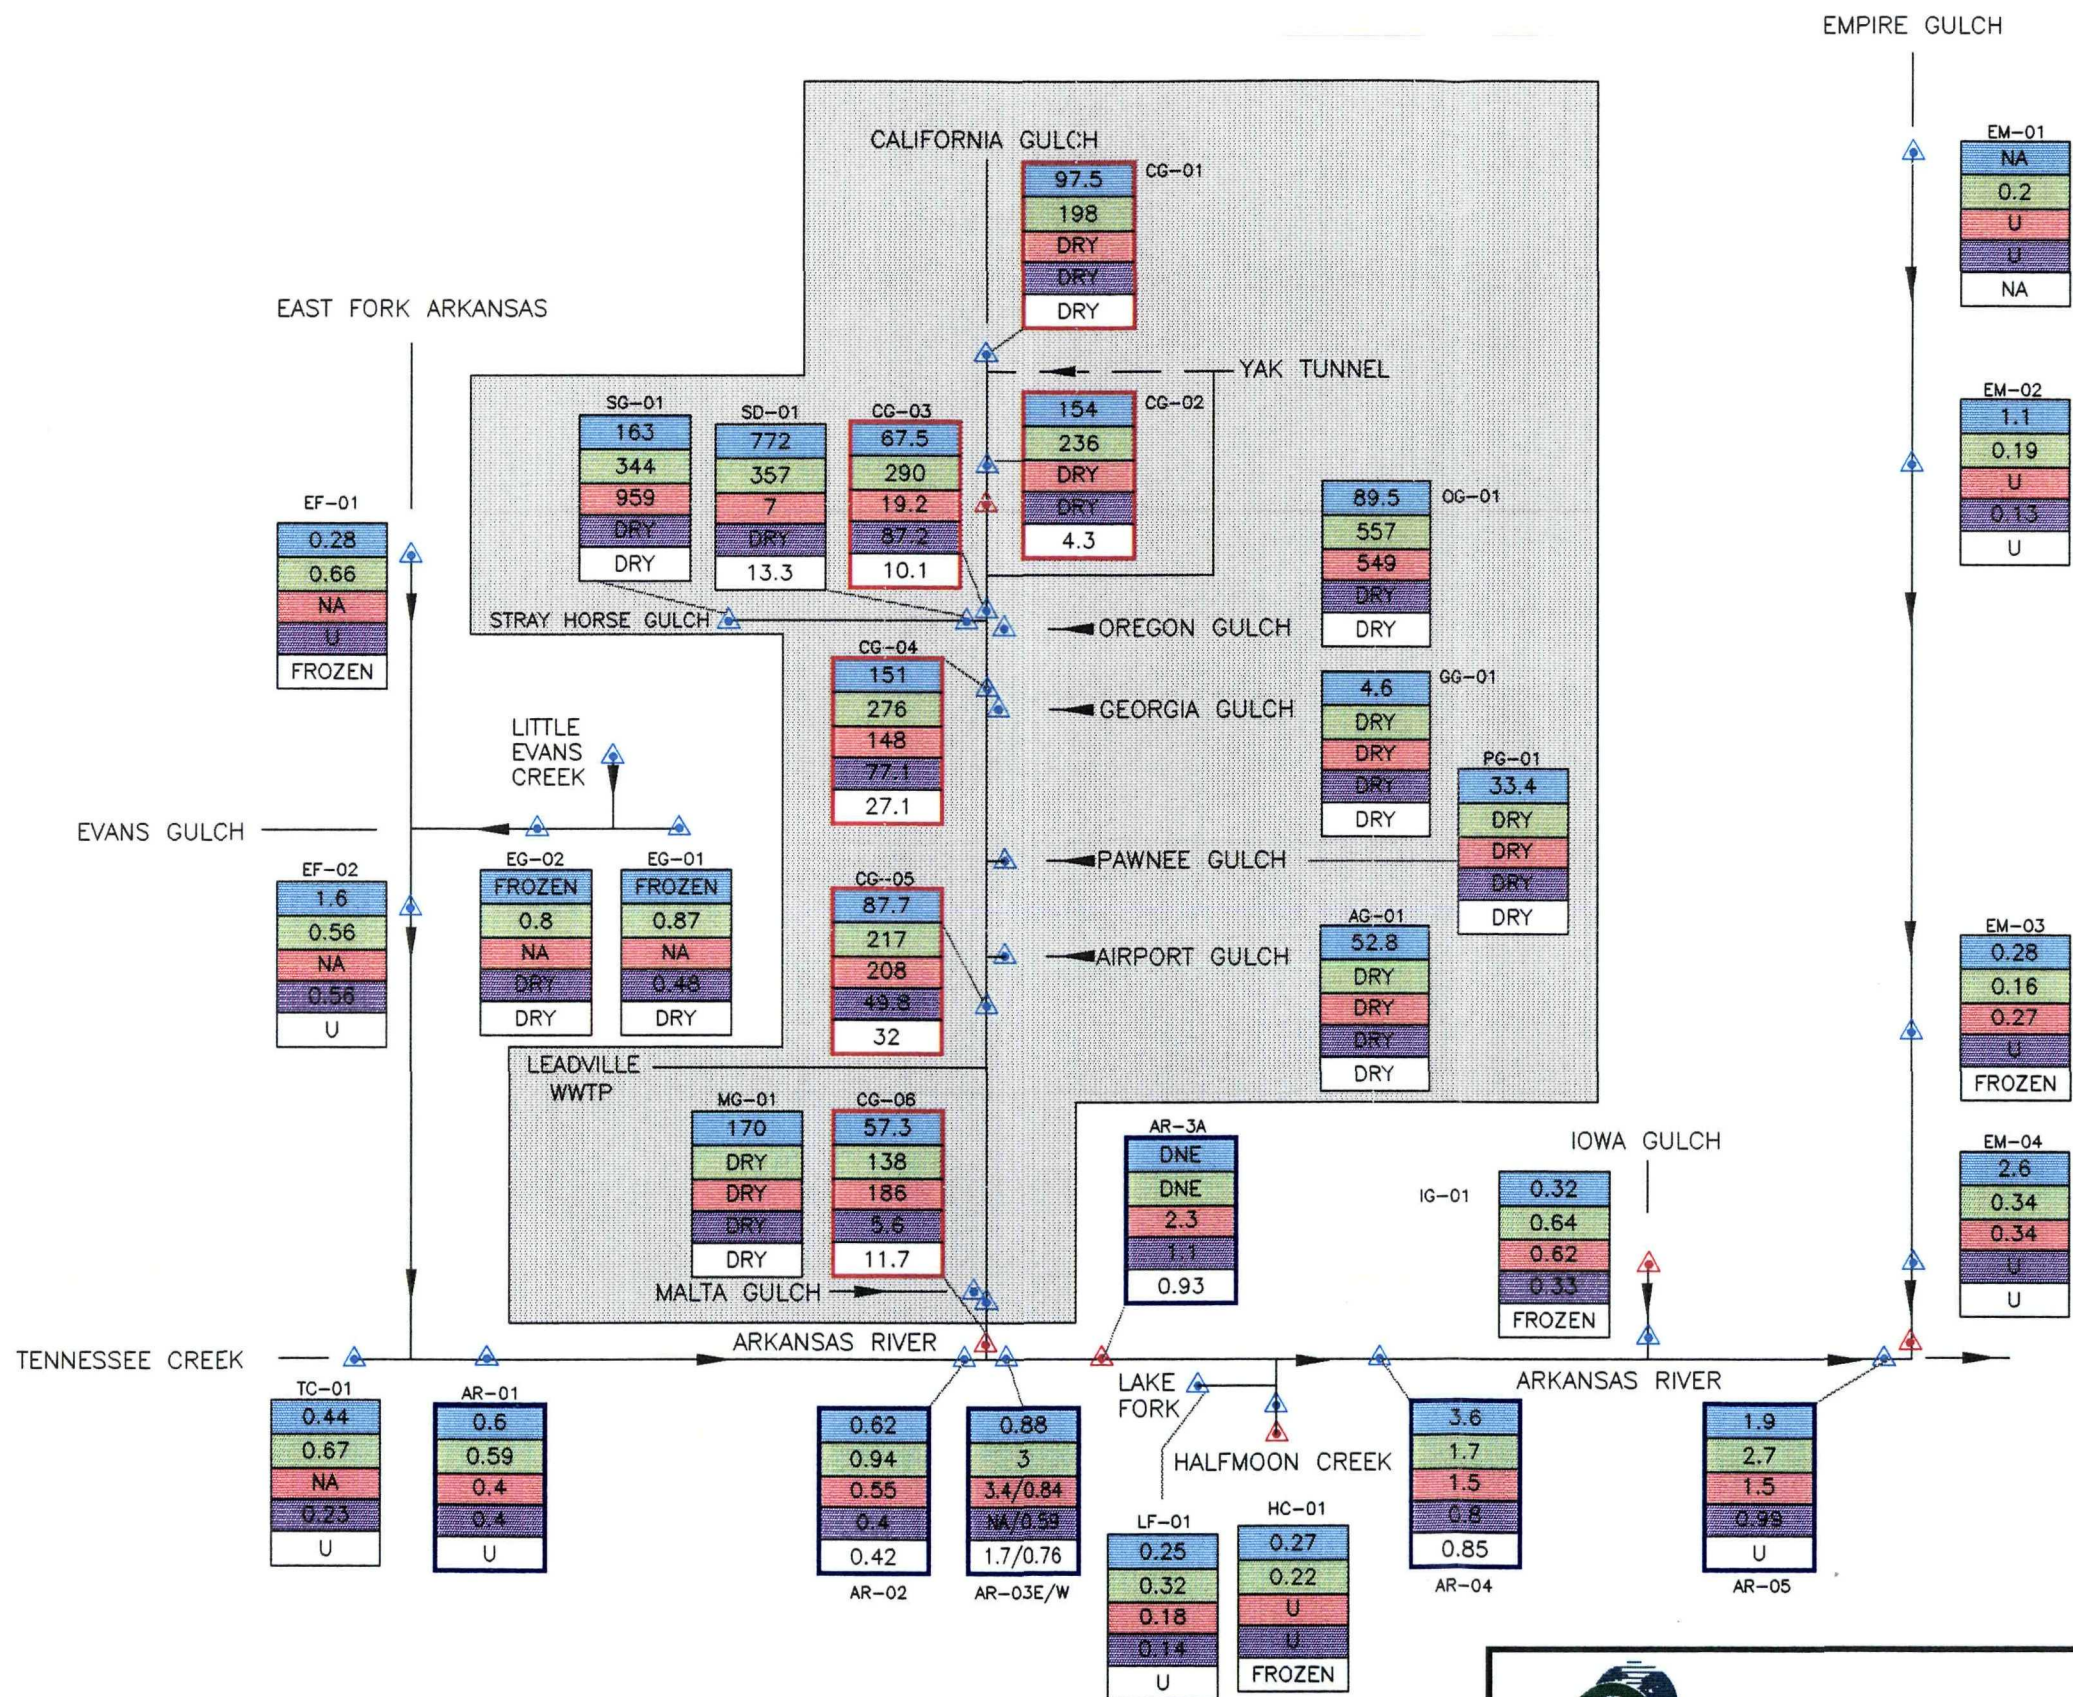 EMPIRE GULCH
EM-01
NA
0.2
U
U
NA
CALIFORNIA GULCH
CG-01
97.5
198
DRY
DRY
DRY
EAST FORK ARKANSAS
YAK TUNNEL
SG-01
163
344
959
DRY
DRY
SD-01
772
357
7
DRY
13.3
CG-03
67.5
290
19.2
87.2
10.1
CG-02
154
236
DRY
DRY
4.3
EM-02
1.1
0.19
U
0.13
U
OG-01
89.5
557
549
DRY
DRY
EF-01
0.28
0.66
NA
U
FROZEN
STRAY HORSE GULCH
OREGON GULCH
CG-04
151
276
148
77.1
27.1
GEORGIA GULCH
GG-01
4.6
DRY
DRY
DRY
DRY
LITTLE
EVANS
CREEK
PG-01
33.4
DRY
DRY
DRY
DRY
EVANS GULCH
PAWNEE GULCH
EF-02
1.6
0.56
NA
0.56
U
EG-02
FROZEN
0.8
NA
DRY
DRY
EG-01
FROZEN
0.87
NA
0.48
DRY
CG-05
87.7
217
208
49.8
32
AIRPORT GULCH
AG-01
52.8
DRY
DRY
DRY
DRY
EM-03
0.28
0.16
0.27
U
FROZEN
LEADVILLE
WWTP
MG-01
170
DRY
DRY
DRY
DRY
CG-06
57.3
138
186
5.6
11.7
AR-3A
DNE
DNE
2.3
1.1
0.93
IOWA GULCH
IG-01
0.32
0.64
0.62
0.33
FROZEN
EM-04
2.6
0.34
0.34
U
U
MALTA GULCH
ARKANSAS RIVER
TENNESSEE CREEK
LAKE
FORK
ARKANSAS RIVER
HALFMOON CREEK
TC-01
0.44
0.67
NA
0.23
U
AR-01
0.6
0.59
0.4
0.4
U
0.62
0.94
0.55
0.4
0.42
AR-02
0.88
3
3.4/0.84
NA/0.59
1.7/0.76
AR-03E/W
LF-01
0.25
0.32
0.18
0.14
U
HC-01
0.27
0.22
U
U
FROZEN
3.6
1.7
1.5
0.8
0.85
AR-04
1.9
2.7
1.5
0.99
U
AR-05